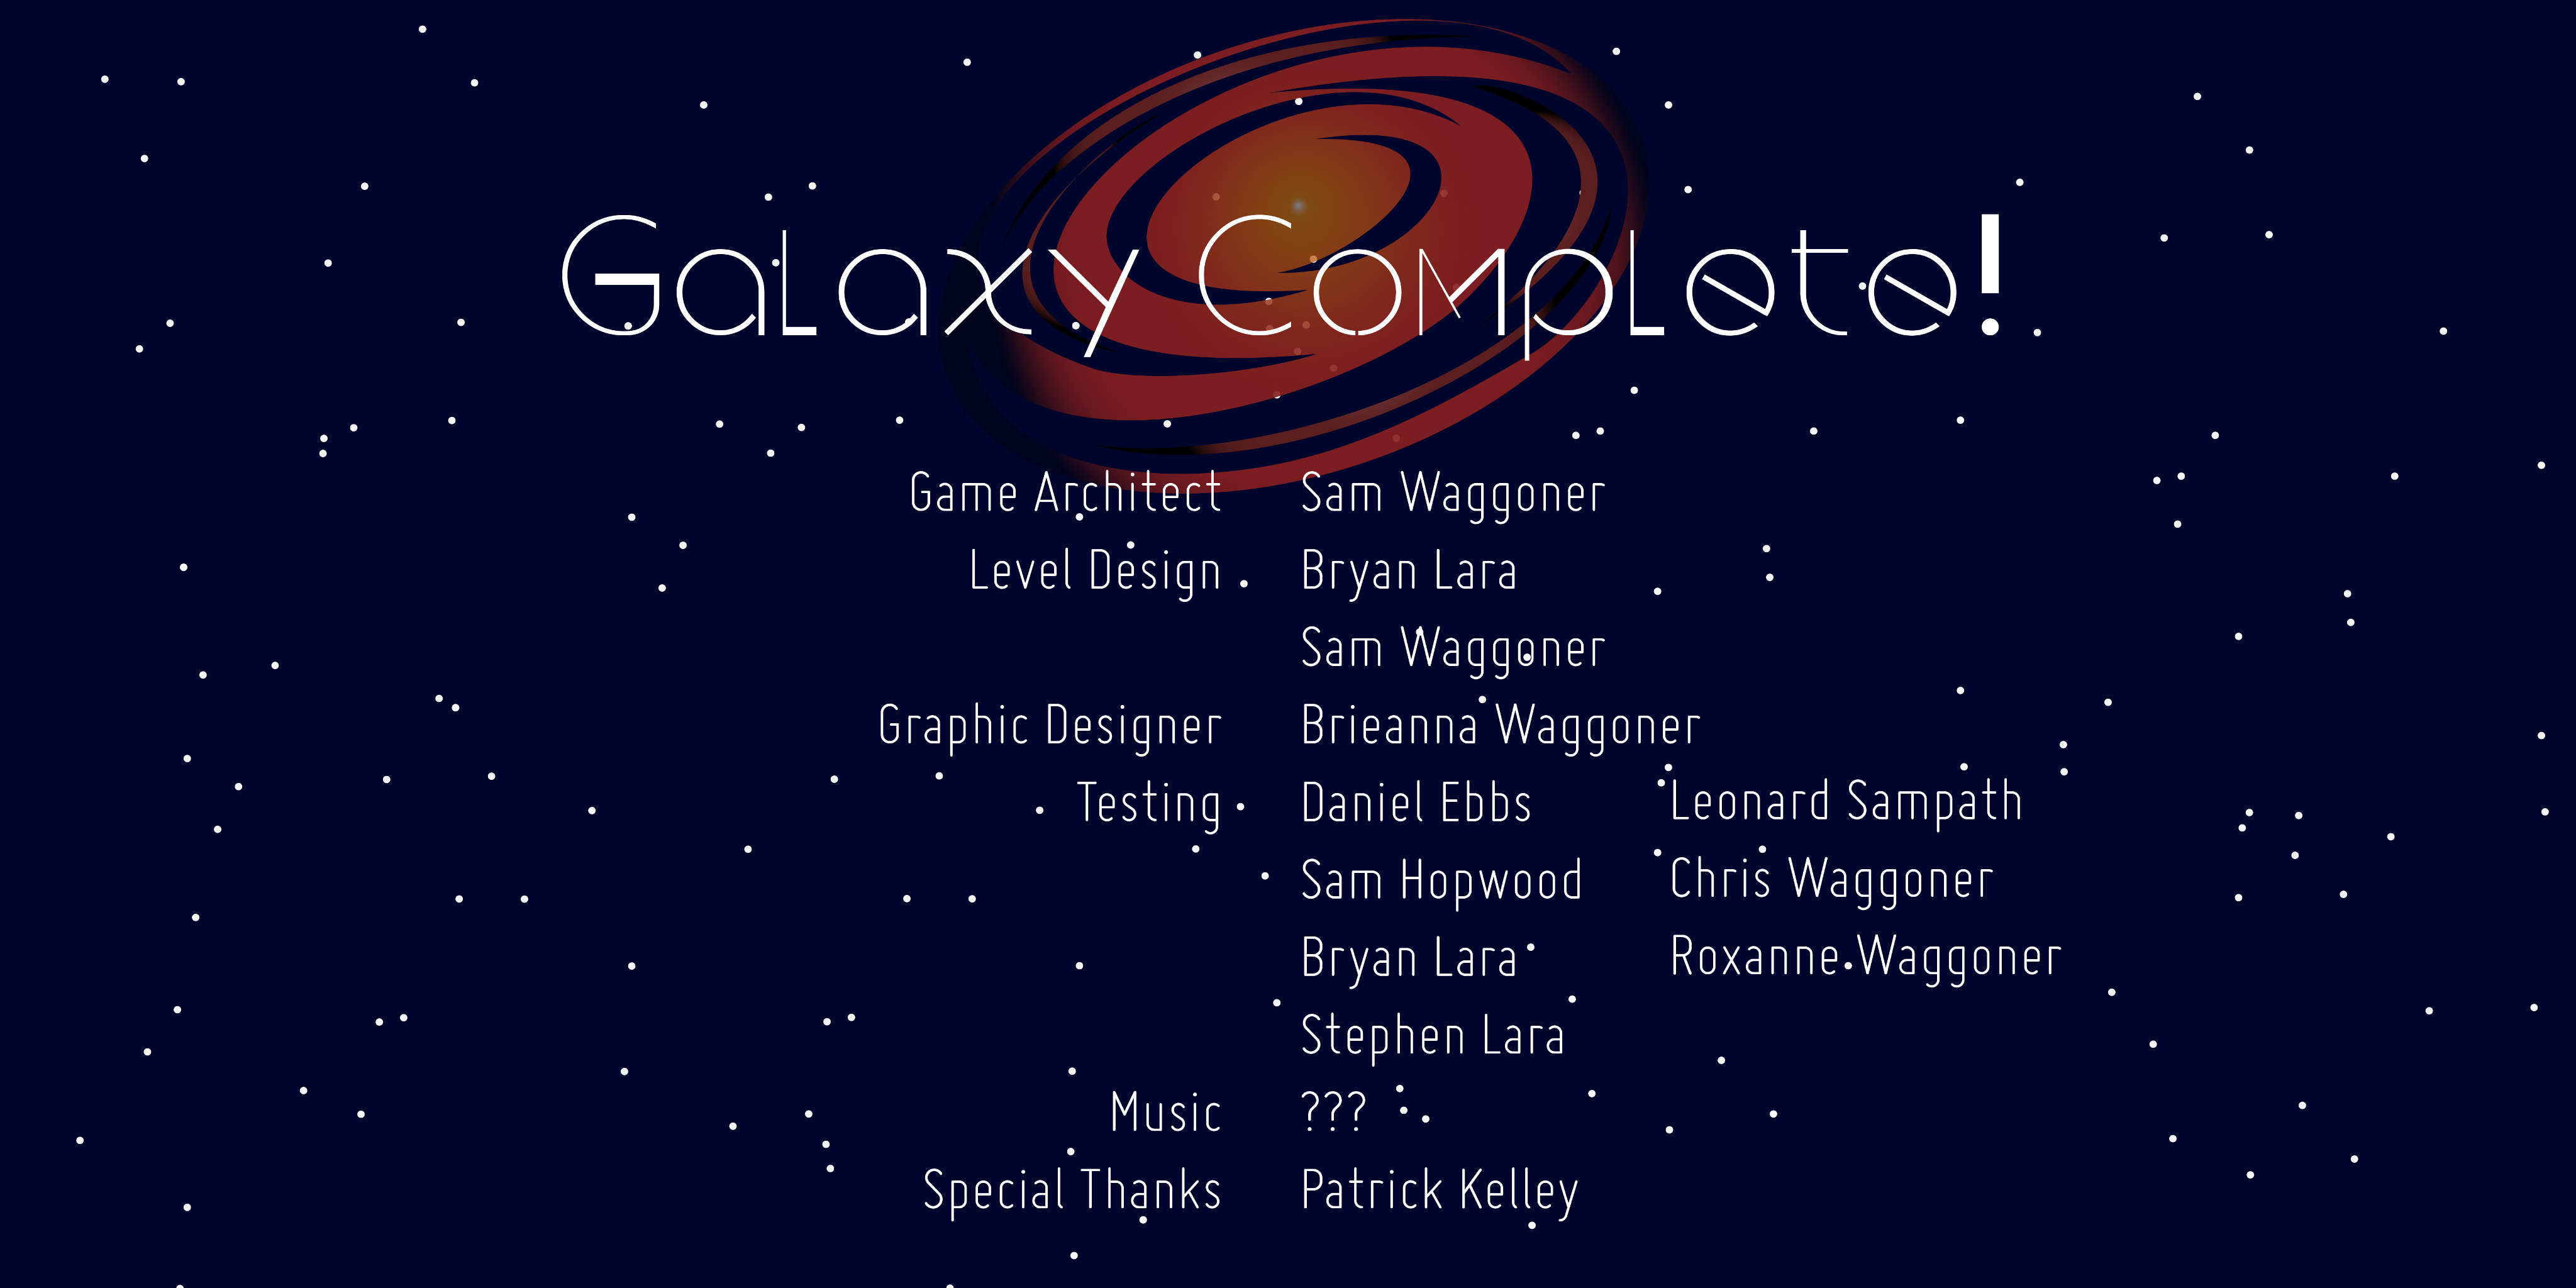 Galaxy Complete!
Game Architect Sam Waggoner
Level Design Bryan Lara
Sam Waggoner
Graphic Designer Brieanna Waggoner
Testing Daniel Ebbs Leonard Sampath
Sam Hopwood Chris Waggoner
Bryan Lara Roxanne Waggoner
Stephen Lara
Music ???
Special Thanks Patrick Kelley